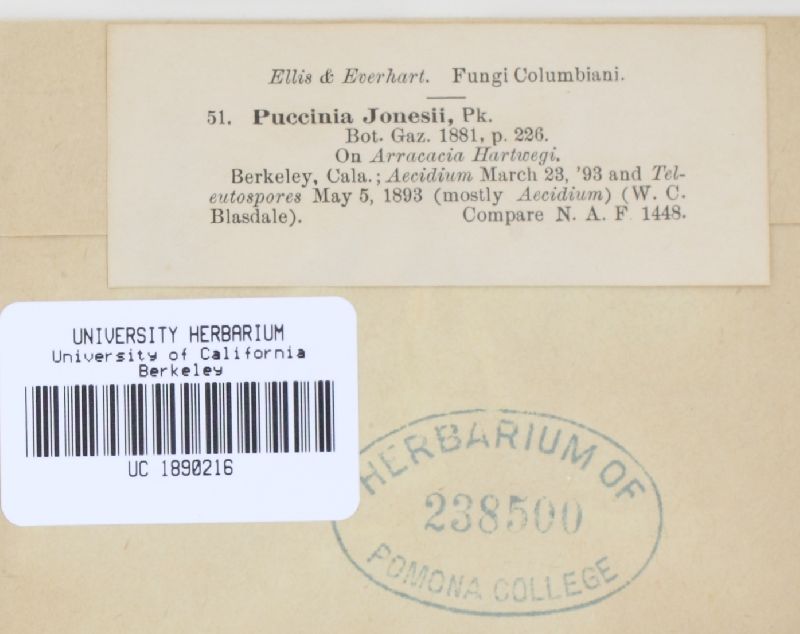 Ellis & Everhart. Fungi Columbiani.
51. Puccinia Jonesii, Pk.
Bot. Gaz. 1881, p. 226.
On Arracacia Hartwegi.
Berkeley, Cala.; Aecidium March 23, '93 and Tel-
eutospores May 5, 1893 (mostly Aecidium) (W. C.
Blasdale). Compare N. A. F 1448.
UNIVERSITY HERBARIUM
University of California
Berkeley
UC 1890216
HERBARIUM OF
238500
POMONA COLLEGE